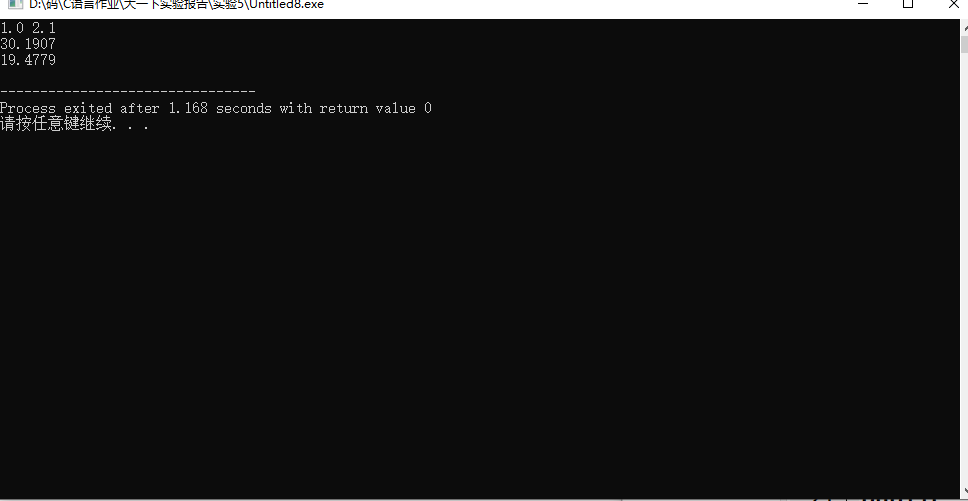 D:\码\C语言作业\大一下实验报告\实验5\Untitled8.exe
1.0 2.1
30.1907
19.4779
--------------------------------
Process exited after 1.168 seconds with return value 0
请按任意键继续. . .